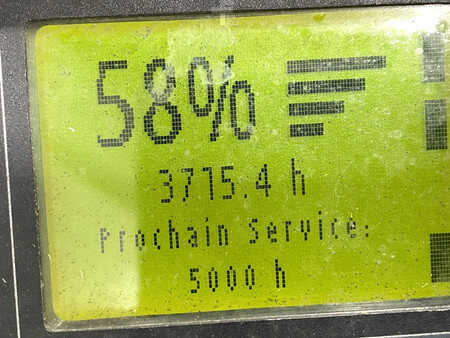 58%
3715.4 h
Prochain Service:
5000 h